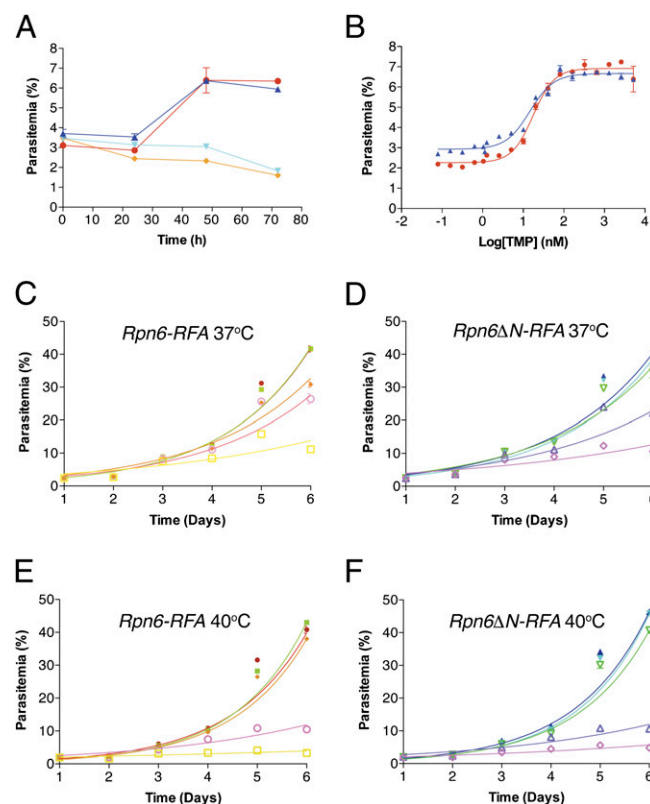 A
Parasitemia (%)
8
7
6
5
4
3
2
1
0
0 10 20 30 40 50 60 70 80
Time (h)
B
Parasitemia (%)
8
7
6
5
4
3
2
1
0
-2 -1 0 1 2 3 4
Log[TMP] (nM)
C
Rpn6-RFA 37°C
Parasitemia (%)
50
40
30
20
10
0
1 2 3 4 5 6
Time (Days)
D
Rpn6ΔN-RFA 37°C
Parasitemia (%)
50
40
30
20
10
0
1 2 3 4 5 6
Time (Days)
E
Rpn6-RFA 40°C
Parasitemia (%)
50
40
30
20
10
0
1 2 3 4 5 6
Time (Days)
F
Rpn6ΔN-RFA 40°C
Parasitemia (%)
50
40
30
20
10
0
1 2 3 4 5 6
Time (Days)